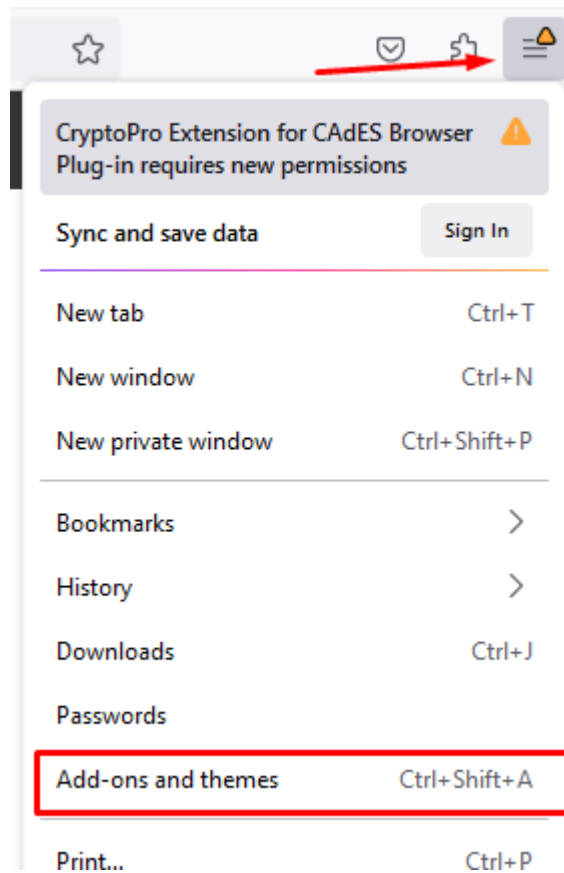 CryptoPro Extension for CAdES Browser
Plug-in requires new permissions
Sync and save data Sign In
New tab Ctrl+T
New window Ctrl+N
New private window Ctrl+Shift+P
Bookmarks
History
Downloads Ctrl+J
Passwords
Add-ons and themes Ctrl+Shift+A
Print... Ctrl+P